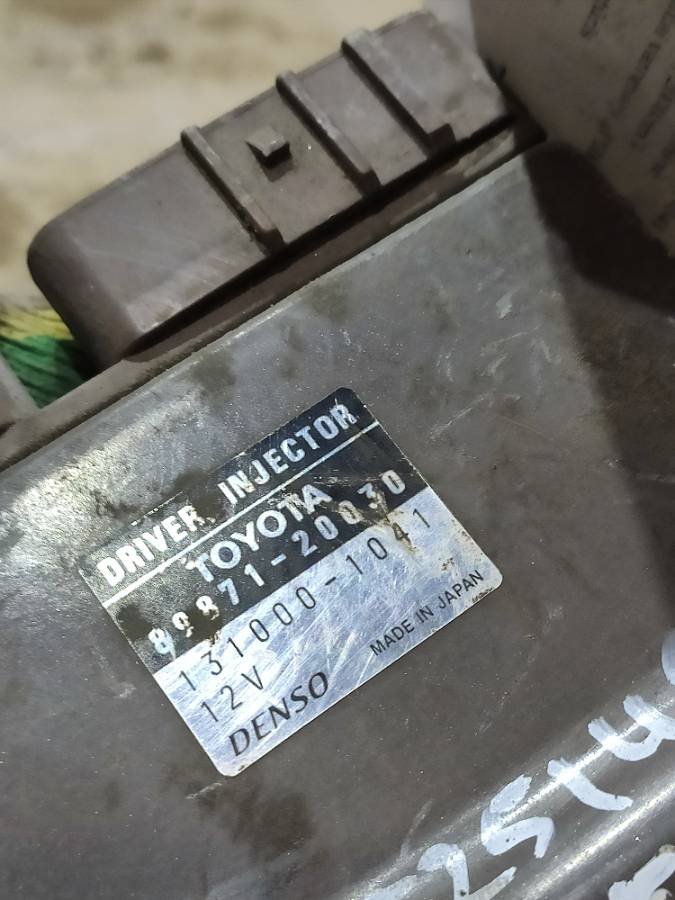 DRIVER, INJECTOR
TOYOTA
89871-20030
131000-1041
12V
DENSO
MADE IN JAPAN